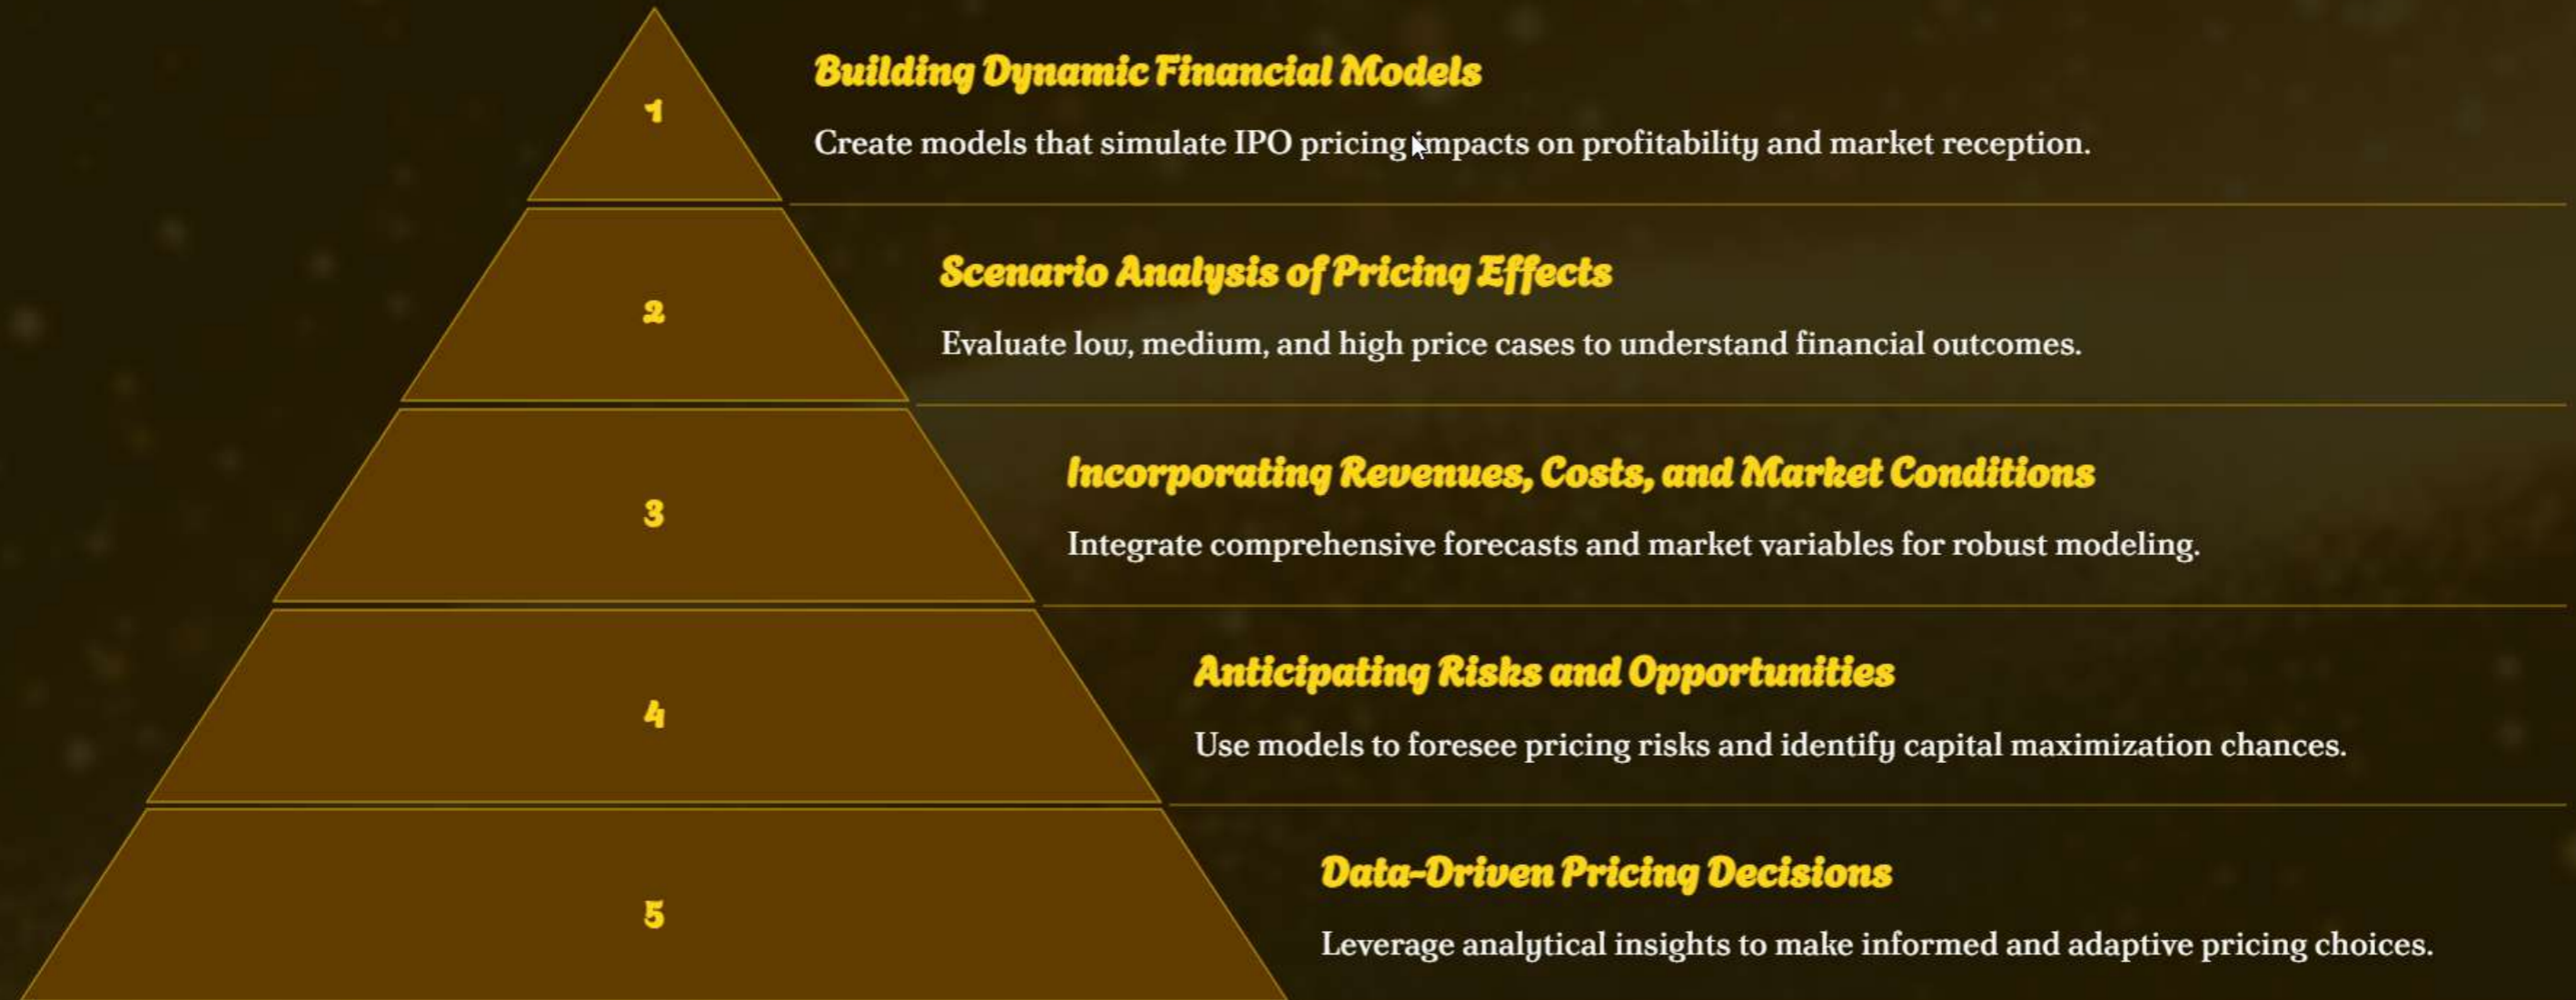 1
Building Dynamic Financial Models
Create models that simulate IPO pricing impacts on profitability and market reception.
2
Scenario Analysis of Pricing Effects
Evaluate low, medium, and high price cases to understand financial outcomes.
3
Incorporating Revenues, Costs, and Market Conditions
Integrate comprehensive forecasts and market variables for robust modeling.
4
Anticipating Risks and Opportunities
Use models to foresee pricing risks and identify capital maximization chances.
5
Data-Driven Pricing Decisions
Leverage analytical insights to make informed and adaptive pricing choices.